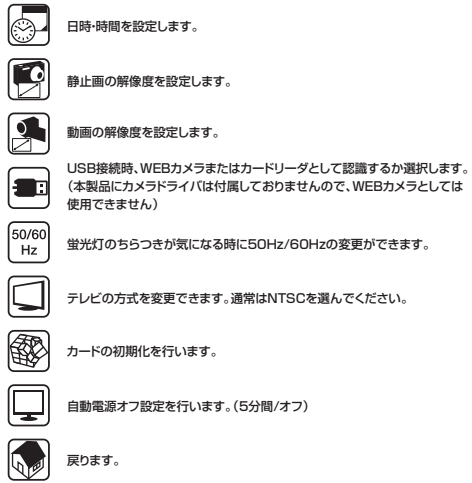 日時・時間を設定します。
静止画の解像度を設定します。
動画の解像度を設定します。
USB接続時、WEBカメラまたはカードリーダとして認識するか選択します。
（本製品にカメラドライバは付属しておりませんので、WEBカメラとしては
使用できません）
50/60
Hz
蛍光灯のちらつきが気になる時に50Hz/60Hzの変更ができます。
テレビの方式を変更できます。通常はNTSCを選んでください。
カードの初期化を行います。
自動電源オフ設定を行います。（5分間/オフ）
戻ります。